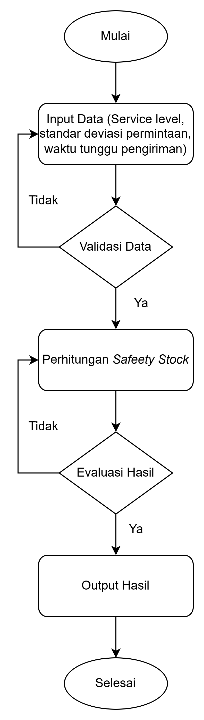 Mulai
Input Data (Service level,
standar deviasi permintaan,
waktu tunggu pengiriman)
Tidak
Validasi Data
Ya
Perhitungan Safeety Stock
Tidak
Evaluasi Hasil
Ya
Output Hasil
Selesai